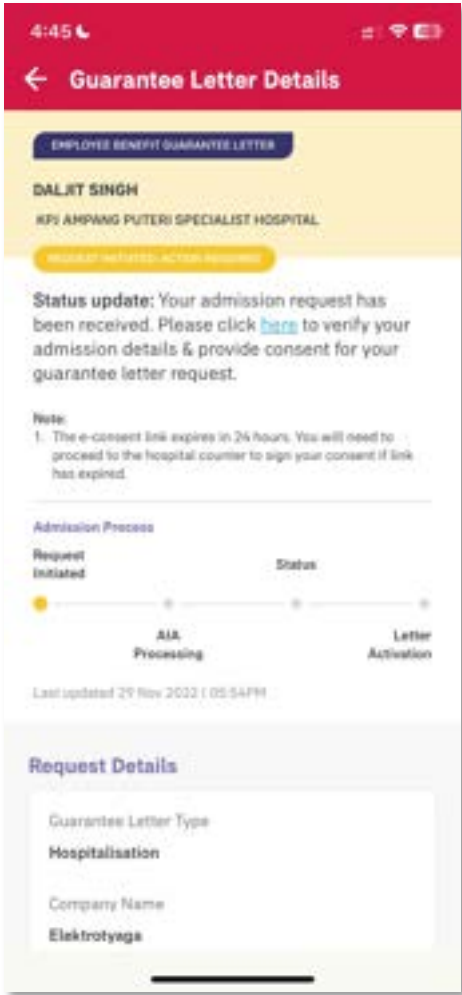 4:45
Guarantee Letter Details
EMPLOYEE BENEFIT GUARANTEE LETTER
DALJIT SINGH
KPJ AMPANG PUTERI SPECIALIST HOSPITAL
REQUEST INITIATED: ACTION REQUIRED
Status update: Your admission request has
been received. Please click here to verify your
admission details & provide consent for your
guarantee letter request.
Note:
1. The e-consent link expires in 24 hours. You will need to
proceed to the hospital counter to sign your consent if link
has expired.
Admission Process
Request
Initiated
Status
AIA
Processing
Letter
Activation
Last updated 29 Nov 2022 | 05:54PM
Request Details
Guarantee Letter Type
Hospitalisation
Company Name
Elektrotyaga